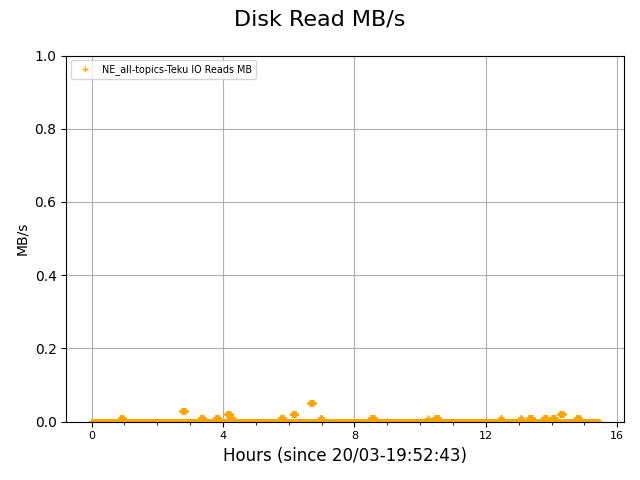 Disk Read MB/s
1.0
NE_all-topics-Teku IO Reads MB
0.8
0.6
MB/s
0.4
0.2
0.0
0 4 8 12 16
Hours (since 20/03-19:52:43)